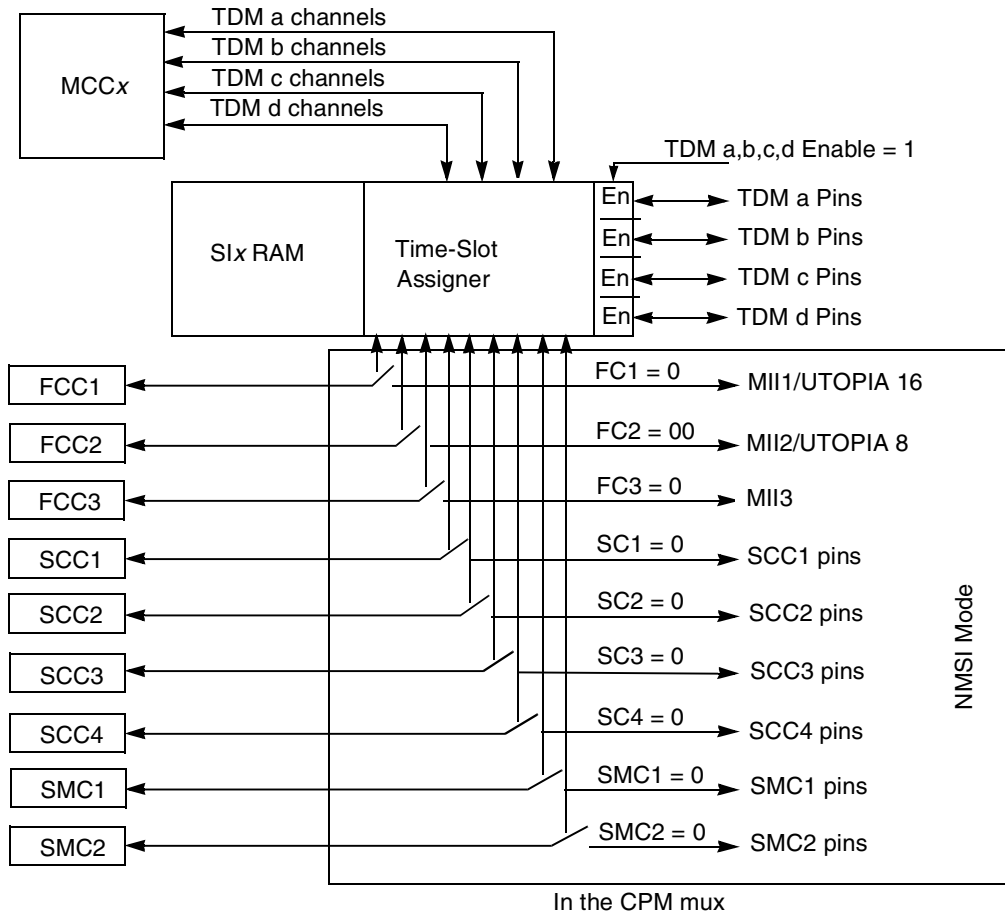 TDM a channels
TDM b channels
MCCx
TDM c channels
TDM d channels
TDM a,b,c,d Enable = 1
En
TDM a Pins
SIx RAM
Time-Slot
Assigner
En
TDM b Pins
En
TDM c Pins
En
TDM d Pins
FCC1
FC1 = 0
MII1/UTOPIA 16
FCC2
FC2 = 00
MII2/UTOPIA 8
FCC3
FC3 = 0
MII3
SCC1
SC1 = 0
SCC1 pins
SCC2
SC2 = 0
SCC2 pins
SCC3
SC3 = 0
SCC3 pins
SCC4
SC4 = 0
SCC4 pins
SMC1
SMC1 = 0
SMC1 pins
SMC2
SMC2 = 0
SMC2 pins
NMSI Mode
In the CPM mux